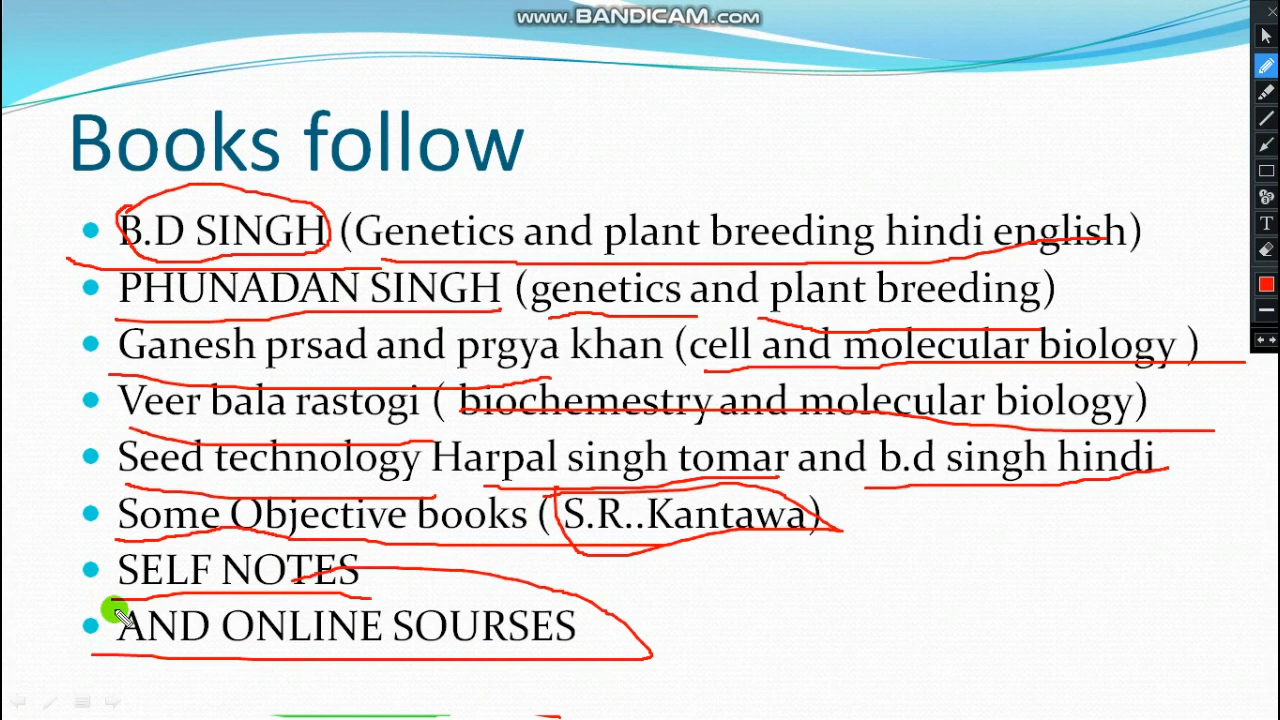 www.BANDICAM.com
Books follow
B.D SINGH (Genetics and plant breeding hindi english)
PHUNADAN SINGH (genetics and plant breeding)
Ganesh prsad and prgya khan (cell and molecular biology )
Veer bala rastogi ( biochemestry and molecular biology)
Seed technology Harpal singh tomar and b.d singh hindi
Some Objective books ( S.R..Kantawa)
SELF NOTES
AND ONLINE SOURSES